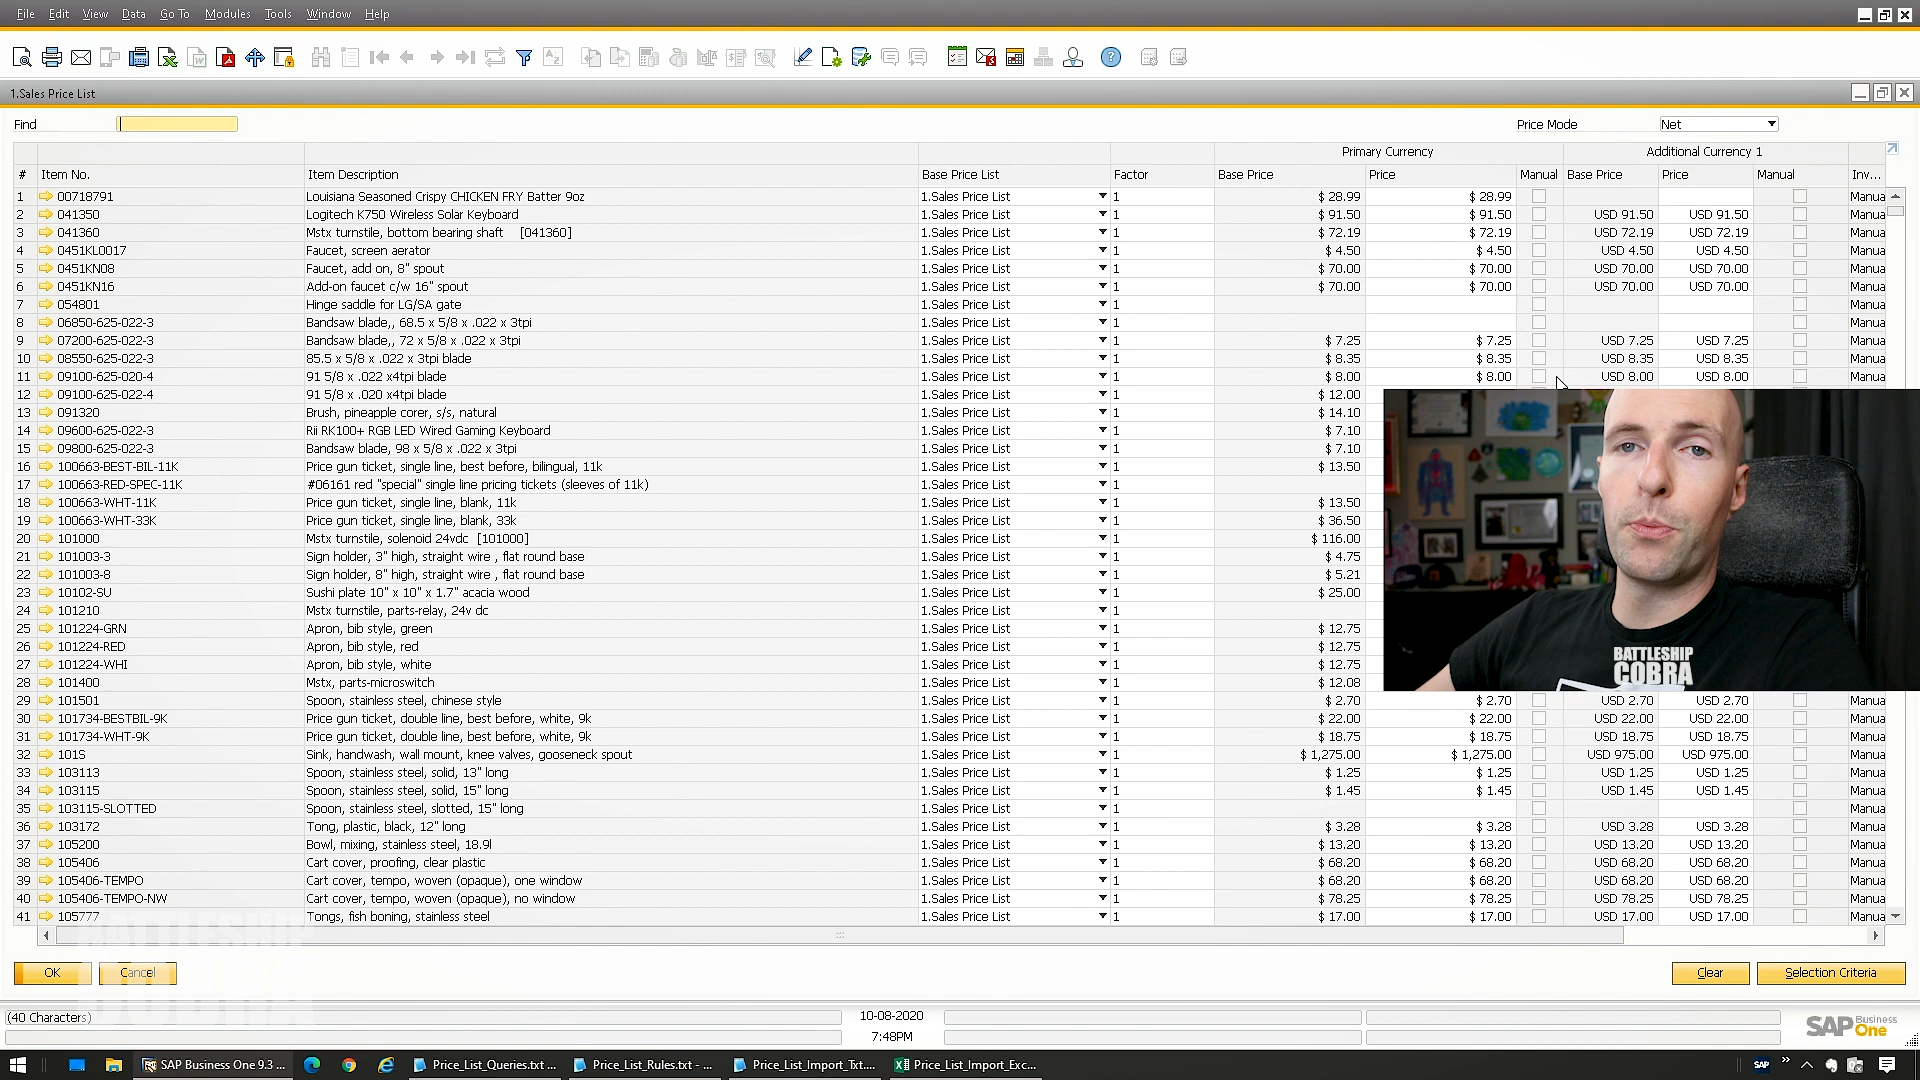 File Edit View Data Go To Modules Tools Window Help
1.Sales Price List
Find Price Mode Net
Primary Currency Additional Currency 1
# Item No. Item Description Base Price List Factor Base Price Price Manual Base Price Price Manual Inv...
1 00718791 Louisiana Seasoned Crispy CHICKEN FRY Batter 9oz 1.Sales Price List 1 $ 28.99 $ 28.99 Manua
2 041350 Logitech K750 Wireless Solar Keyboard 1.Sales Price List 1 $ 91.50 $ 91.50 USD 91.50 USD 91.50 Manua
3 041360 Mstx turnstile, bottom bearing shaft [041360] 1.Sales Price List 1 $ 72.19 $ 72.19 USD 72.19 USD 72.19 Manua
4 0451KL0017 Faucet, screen aerator 1.Sales Price List 1 $ 4.50 $ 4.50 USD 4.50 USD 4.50 Manua
5 0451KN08 Faucet, add on, 8" spout 1.Sales Price List 1 $ 70.00 $ 70.00 USD 70.00 USD 70.00 Manua
6 0451KN16 Add-on faucet c/w 16" spout 1.Sales Price List 1 $ 70.00 $ 70.00 USD 70.00 USD 70.00 Manua
7 054801 Hinge saddle for LG/SA gate 1.Sales Price List 1 Manua
8 06850-625-022-3 Bandsaw blade,, 68.5 x 5/8 x .022 x 3tpi 1.Sales Price List 1 Manua
9 07200-625-022-3 Bandsaw blade,, 72 x 5/8 x .022 x 3tpi 1.Sales Price List 1 $ 7.25 $ 7.25 USD 7.25 USD 7.25 Manua
10 08550-625-022-3 85.5 x 5/8 x .022 x 3tpi blade 1.Sales Price List 1 $ 8.35 $ 8.35 USD 8.35 USD 8.35 Manua
11 09100-625-020-4 91 5/8 x .022 x4tpi blade 1.Sales Price List 1 $ 8.00 $ 8.00 USD 8.00 USD 8.00 Manua
12 09100-625-022-4 91 5/8 x .020 x4tpi blade 1.Sales Price List 1 $ 12.00
13 091320 Brush, pineapple corer, s/s, natural 1.Sales Price List 1 $ 14.10
14 09600-625-022-3 Rii RK100+ RGB LED Wired Gaming Keyboard 1.Sales Price List 1 $ 7.10
15 09800-625-022-3 Bandsaw blade, 98 x 5/8 x .022 x 3tpi 1.Sales Price List 1 $ 7.10
16 100663-BEST-BIL-11K Price gun ticket, single line, best before, bilingual, 11k 1.Sales Price List 1 $ 13.50
17 100663-RED-SPEC-11K #06161 red "special" single line pricing tickets (sleeves of 11k) 1.Sales Price List 1
18 100663-WHT-11K Price gun ticket, single line, blank, 11k 1.Sales Price List 1 $ 13.50
19 100663-WHT-33K Price gun ticket, single line, blank, 33k 1.Sales Price List 1 $ 36.50
20 101000 Mstx turnstile, solenoid 24vdc [101000] 1.Sales Price List 1 $ 116.00
21 101003-3 Sign holder, 3" high, straight wire , flat round base 1.Sales Price List 1 $ 4.75
22 101003-8 Sign holder, 8" high, straight wire , flat round base 1.Sales Price List 1 $ 5.21
23 10102-SU Sushi plate 10" x 10" x 1.7" acacia wood 1.Sales Price List 1 $ 25.00
24 101210 Mstx turnstile, parts-relay, 24v dc 1.Sales Price List 1
25 101224-GRN Apron, bib style, green 1.Sales Price List 1 $ 12.75
26 101224-RED Apron, bib style, red 1.Sales Price List 1 $ 12.75
27 101224-WHI Apron, bib style, white 1.Sales Price List 1 $ 12.75
28 101400 Mstx, parts-microswitch 1.Sales Price List 1 $ 12.08
BATTLESHIP
COBRA
29 101501 Spoon, stainless steel, chinese style 1.Sales Price List 1 $ 2.70 $ 2.70 USD 2.70 USD 2.70 Manua
30 101734-BESTBIL-9K Price gun ticket, double line, best before, white, 9k 1.Sales Price List 1 $ 22.00 $ 22.00 USD 22.00 USD 22.00 Manua
31 101734-WHT-9K Price gun ticket, double line, best before, white, 9k 1.Sales Price List 1 $ 18.75 $ 18.75 USD 18.75 USD 18.75 Manua
32 101S Sink, handwash, wall mount, knee valves, gooseneck spout 1.Sales Price List 1 $ 1,275.00 $ 1,275.00 USD 975.00 USD 975.00 Manua
33 103113 Spoon, stainless steel, solid, 13" long 1.Sales Price List 1 $ 1.25 $ 1.25 USD 1.25 USD 1.25 Manua
34 103115 Spoon, stainless steel, solid, 15" long 1.Sales Price List 1 $ 1.45 $ 1.45 USD 1.45 USD 1.45 Manua
35 103115-SLOTTED Spoon, stainless steel, slotted, 15" long 1.Sales Price List 1 Manua
36 103172 Tong, plastic, black, 12" long 1.Sales Price List 1 $ 3.28 $ 3.28 USD 3.28 USD 3.28 Manua
37 105200 Bowl, mixing, stainless steel, 18.9l 1.Sales Price List 1 $ 13.20 $ 13.20 USD 13.20 USD 13.20 Manua
38 105406 Cart cover, proofing, clear plastic 1.Sales Price List 1 $ 68.20 $ 68.20 USD 68.20 USD 68.20 Manua
39 105406-TEMPO Cart cover, tempo, woven (opaque), one window 1.Sales Price List 1 $ 68.20 $ 68.20 USD 68.20 USD 68.20 Manua
40 105406-TEMPO-NW Cart cover, tempo, woven (opaque), no window 1.Sales Price List 1 $ 78.25 $ 78.25 USD 78.25 USD 78.25 Manua
41 105777 Tongs, fish boning, stainless steel 1.Sales Price List 1 $ 17.00 $ 17.00 USD 17.00 USD 17.00 Manua
BATTLESHIP
COBRA
OK Cancel Clear Selection Criteria
(40 Characters) 10-08-2020
7:48PM
SAP Business One
SAP Business One 9.3 ... Price_List_Queries.txt ... Price_List_Rules.txt - ... Price_List_Import_Txt.... Price_List_Import_Exc... SAP